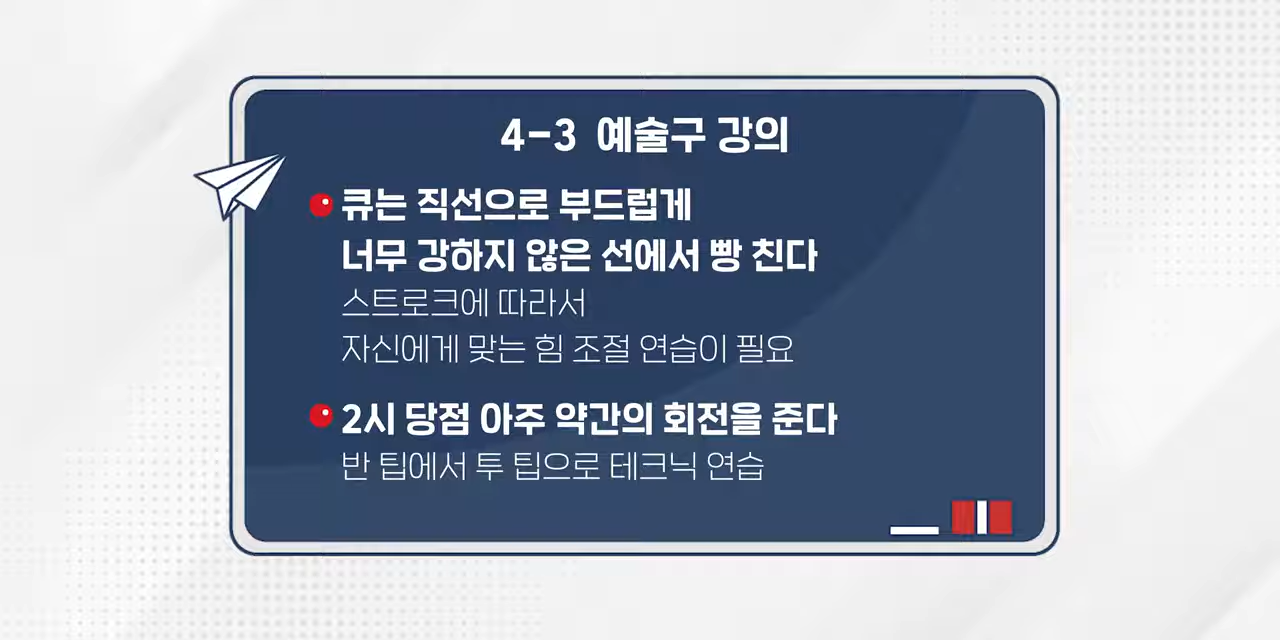 4-3 예술구 강의
큐는 직선으로 부드럽게
너무 강하지 않은 선에서 빵 친다
스트로크에 따라서
자신에게 맞는 힘 조절 연습이 필요
2시 당점 아주 약간의 회전을 준다
반 팁에서 투 팁으로 테크닉 연습